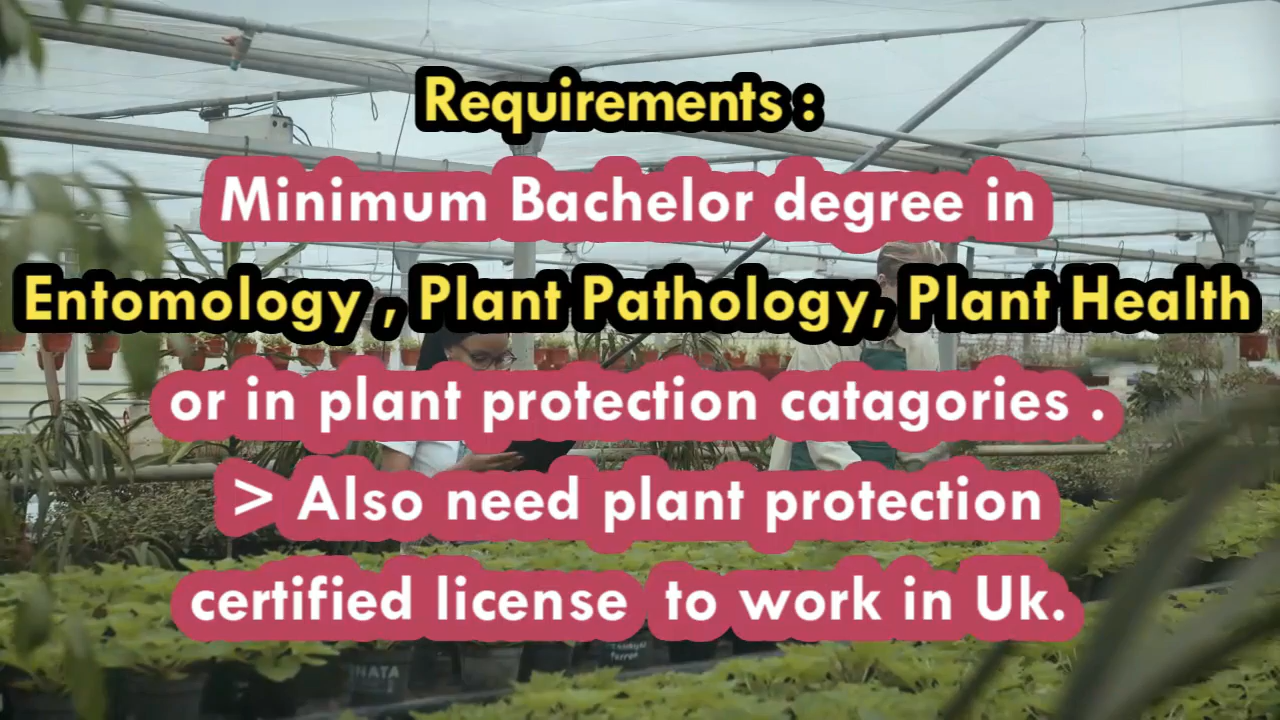 Requirements :
Minimum Bachelor degree in
Entomology , Plant Pathology, Plant Health
or in plant protection catagories .
> Also need plant protection
certified license to work in Uk.
NATA